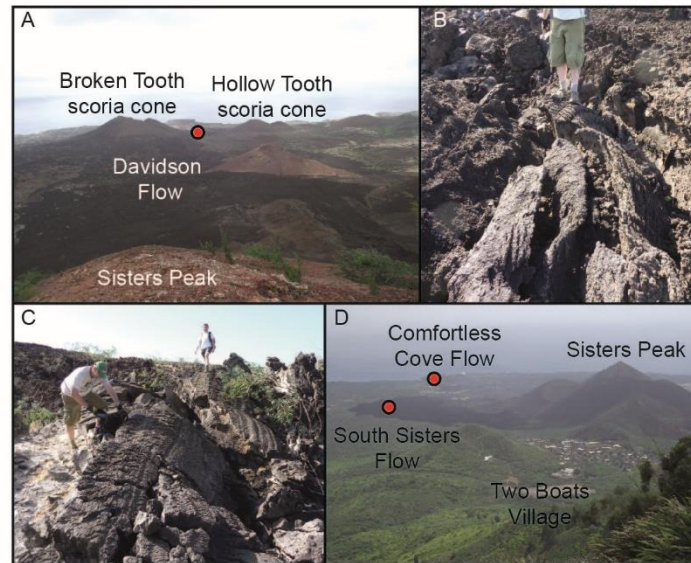 A
Broken Tooth
scoria cone
Hollow Tooth
scoria cone
Davidson
Flow
Sisters Peak
B
C
D
Comfortless
Cove Flow
Sisters Peak
South Sisters
Flow
Two Boats
Village